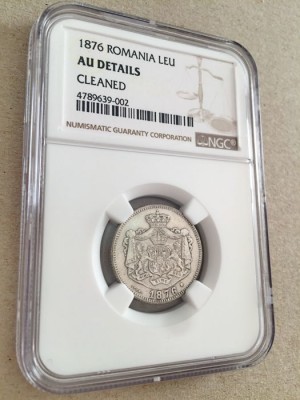 1876 ROMANIA LEU
AU DETAILS
CLEANED
4789639-002
NUMISMATIC GUARANTY CORPORATION
NGC®
1876